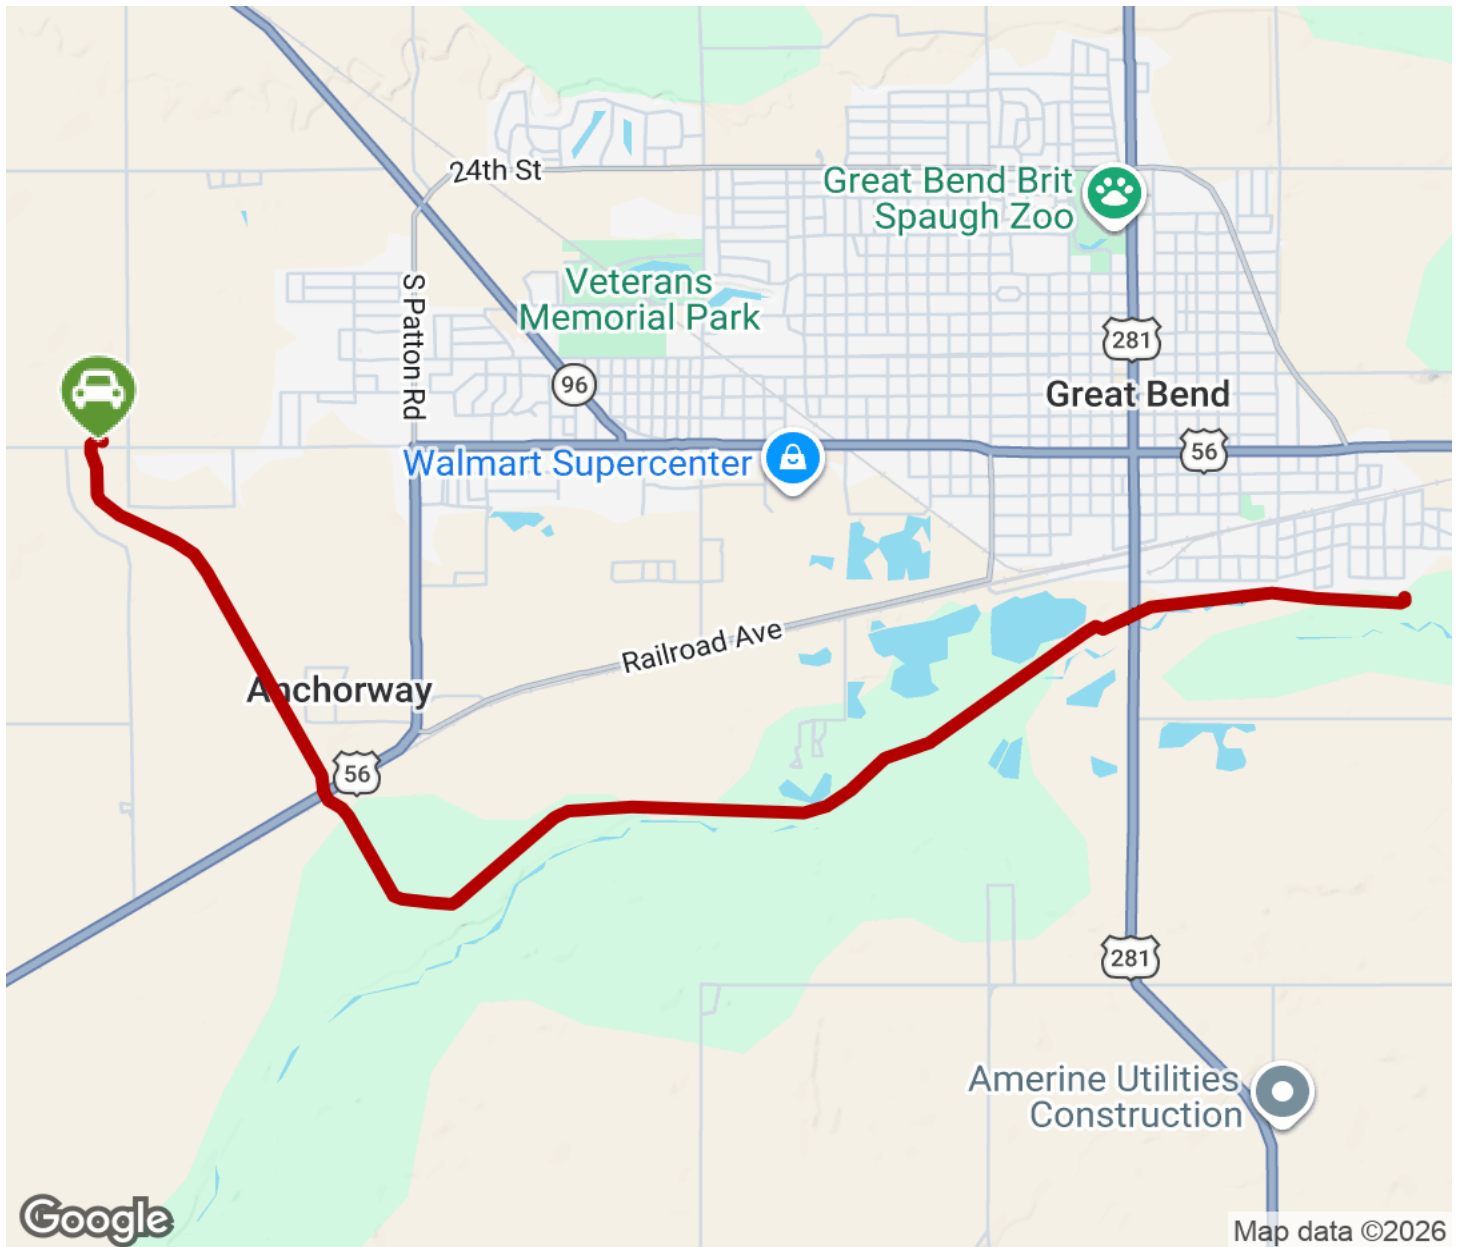 24th St
Great Bend Brit
Spaugh Zoo
Veterans
Memorial Park
S Patton Rd
281
96
Great Bend
56
Walmart Supercenter
Railroad Ave
Anchorway
56
281
Amerine Utilities
Construction
Google
Map data ©2026